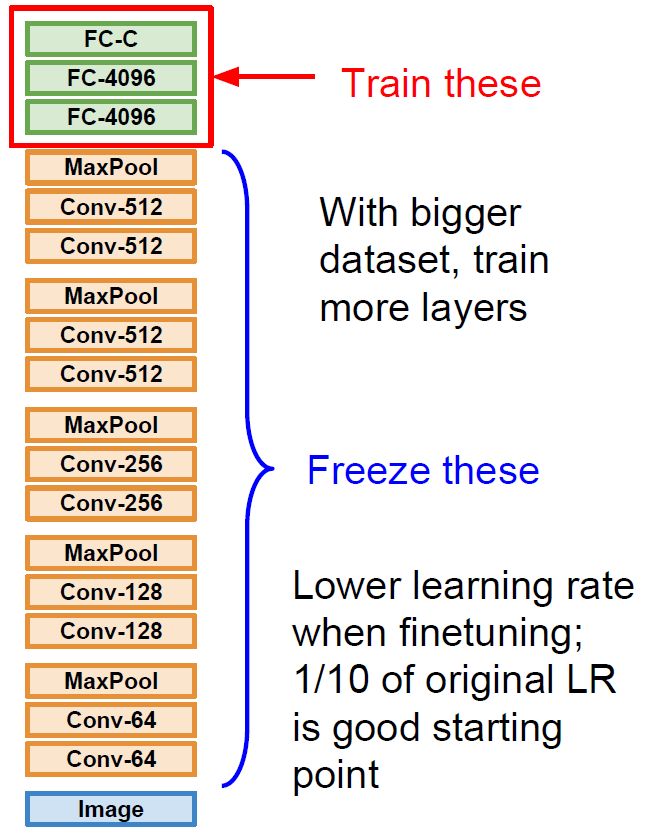 FC-C
FC-4096
FC-4096
Train these
MaxPool
Conv-512
Conv-512
With bigger
dataset, train
more layers
MaxPool
Conv-512
Conv-512
MaxPool
Conv-256
Conv-256
Freeze these
MaxPool
Conv-128
Conv-128
Lower learning rate
when finetuning;
1/10 of original LR
is good starting
point
MaxPool
Conv-64
Conv-64
Image